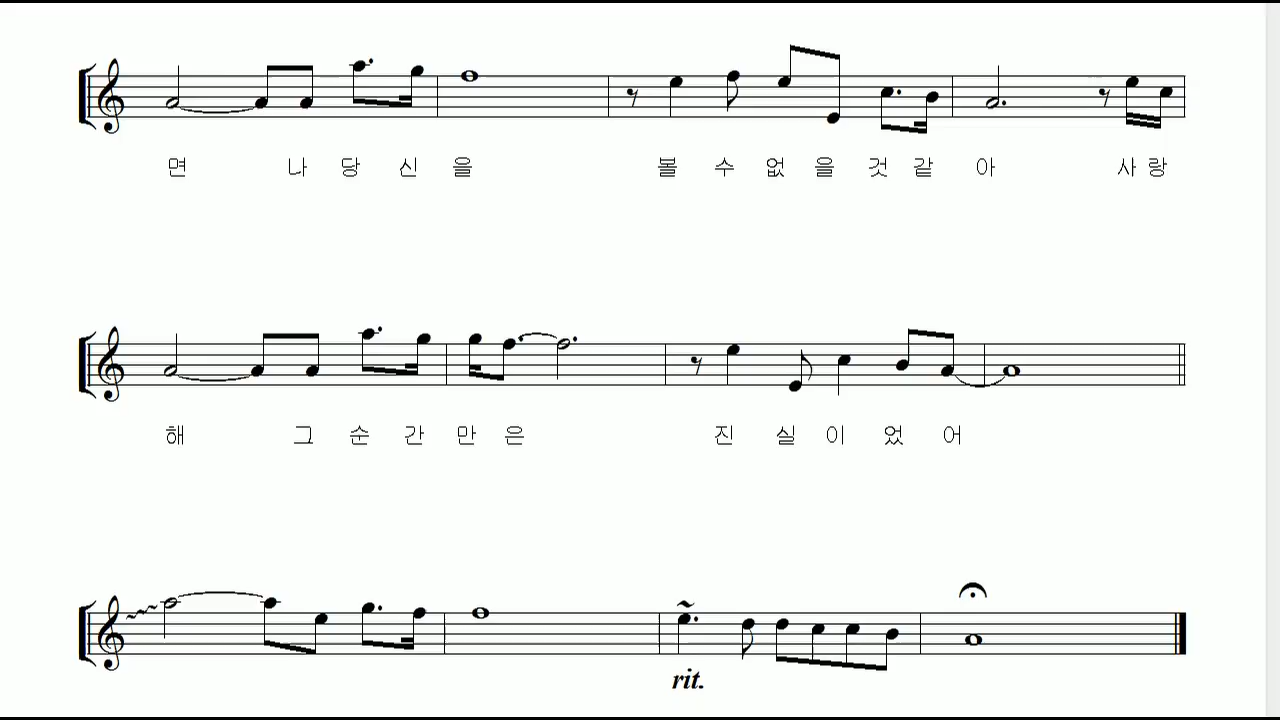 면 나 당 신 을 볼 수 없 을 것 같 아 사 랑
해 그 순 간 만 은 진 실 이 었 어
rit.